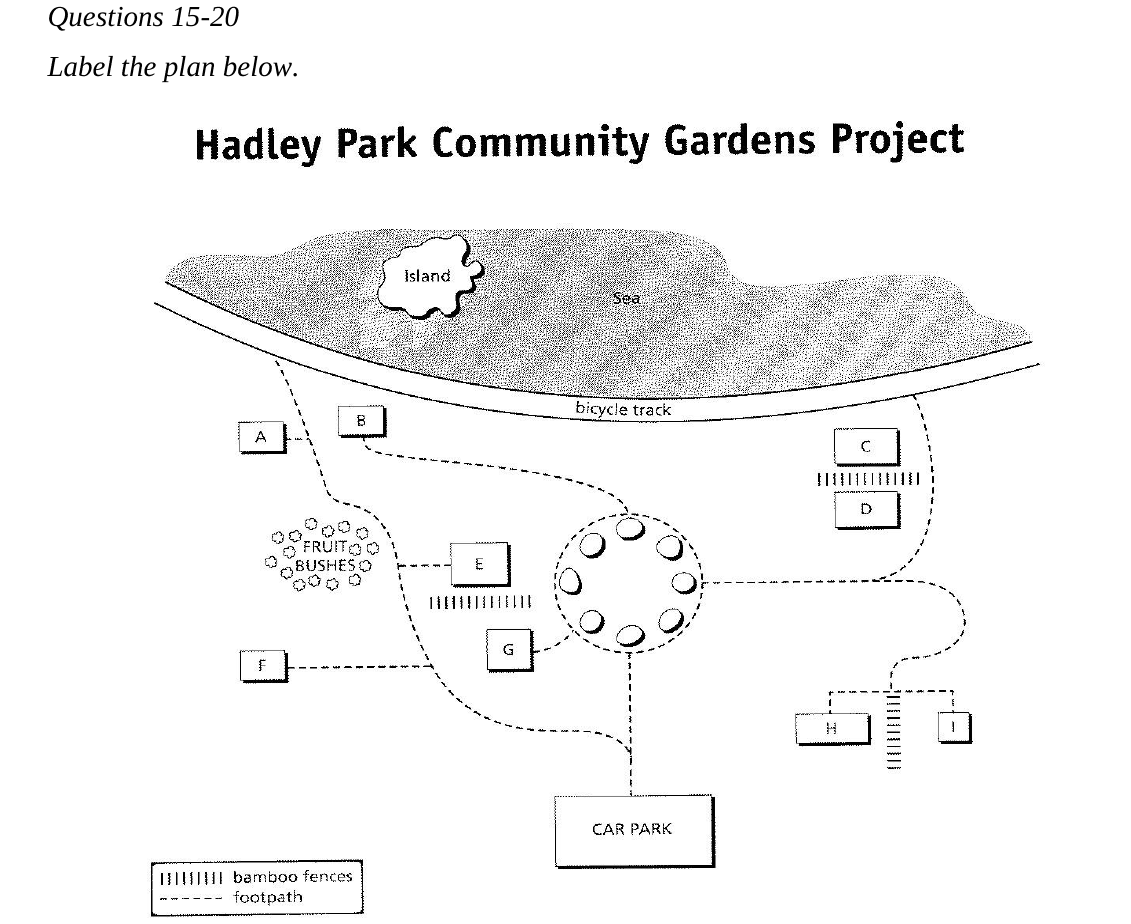 Questions 15-20
Label the plan below.
Hadley Park Community Gardens Project
Island
Sea
bicycle track
A
B
C
D
FRUIT
BUSHES
E
G
F
H
I
CAR PARK
bamboo fences
footpath